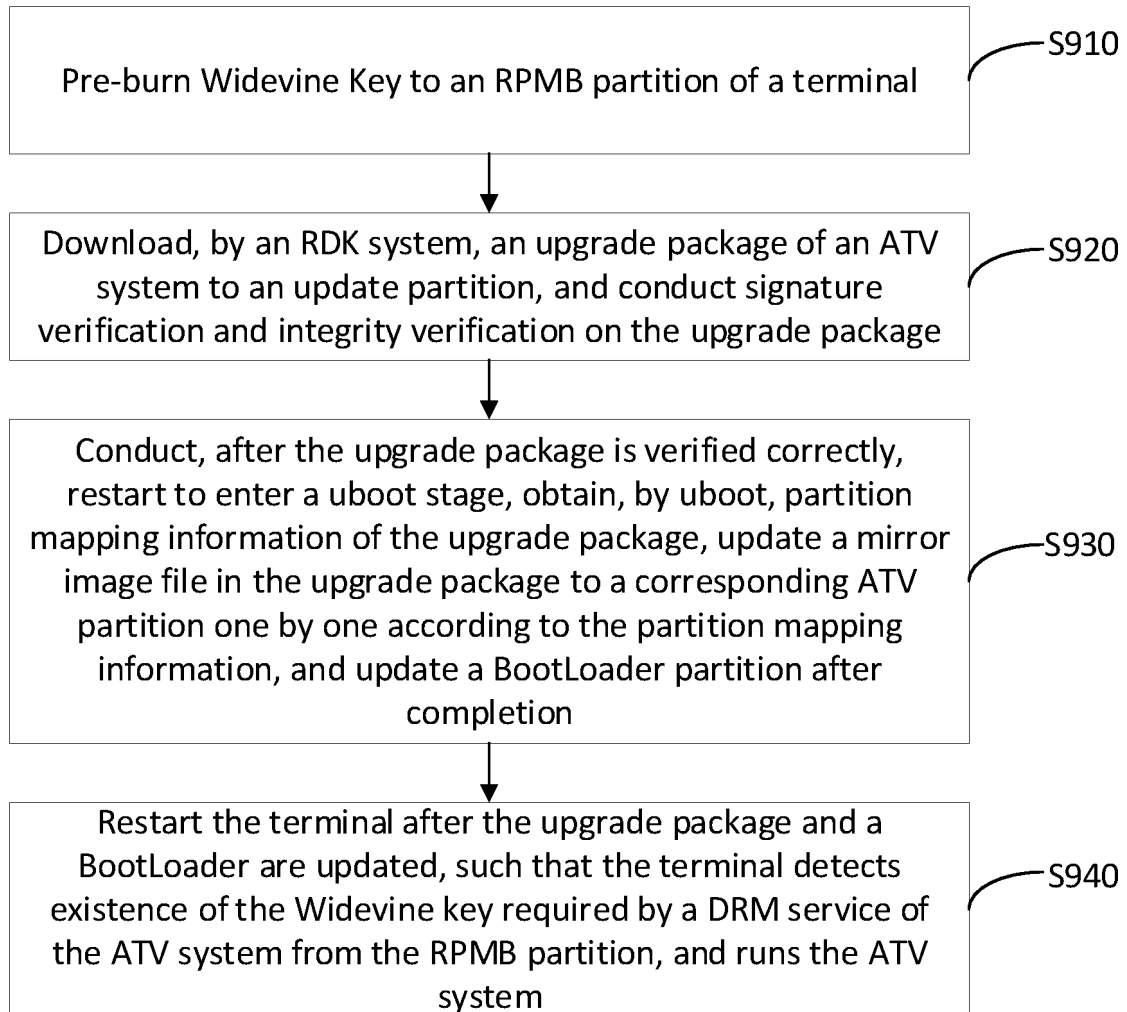 Pre-burn Widevine Key to an RPMB partition of a terminal
S910
Download, by an RDK system, an upgrade package of an ATV
system to an update partition, and conduct signature
verification and integrity verification on the upgrade package
S920
Conduct, after the upgrade package is verified correctly,
restart to enter a uboot stage, obtain, by uboot, partition
mapping information of the upgrade package, update a mirror
image file in the upgrade package to a corresponding ATV
partition one by one according to the partition mapping
information, and update a BootLoader partition after
completion
S930
Restart the terminal after the upgrade package and a
BootLoader are updated, such that the terminal detects
existence of the Widevine key required by a DRM service of
the ATV system from the RPMB partition, and runs the ATV
system
S940